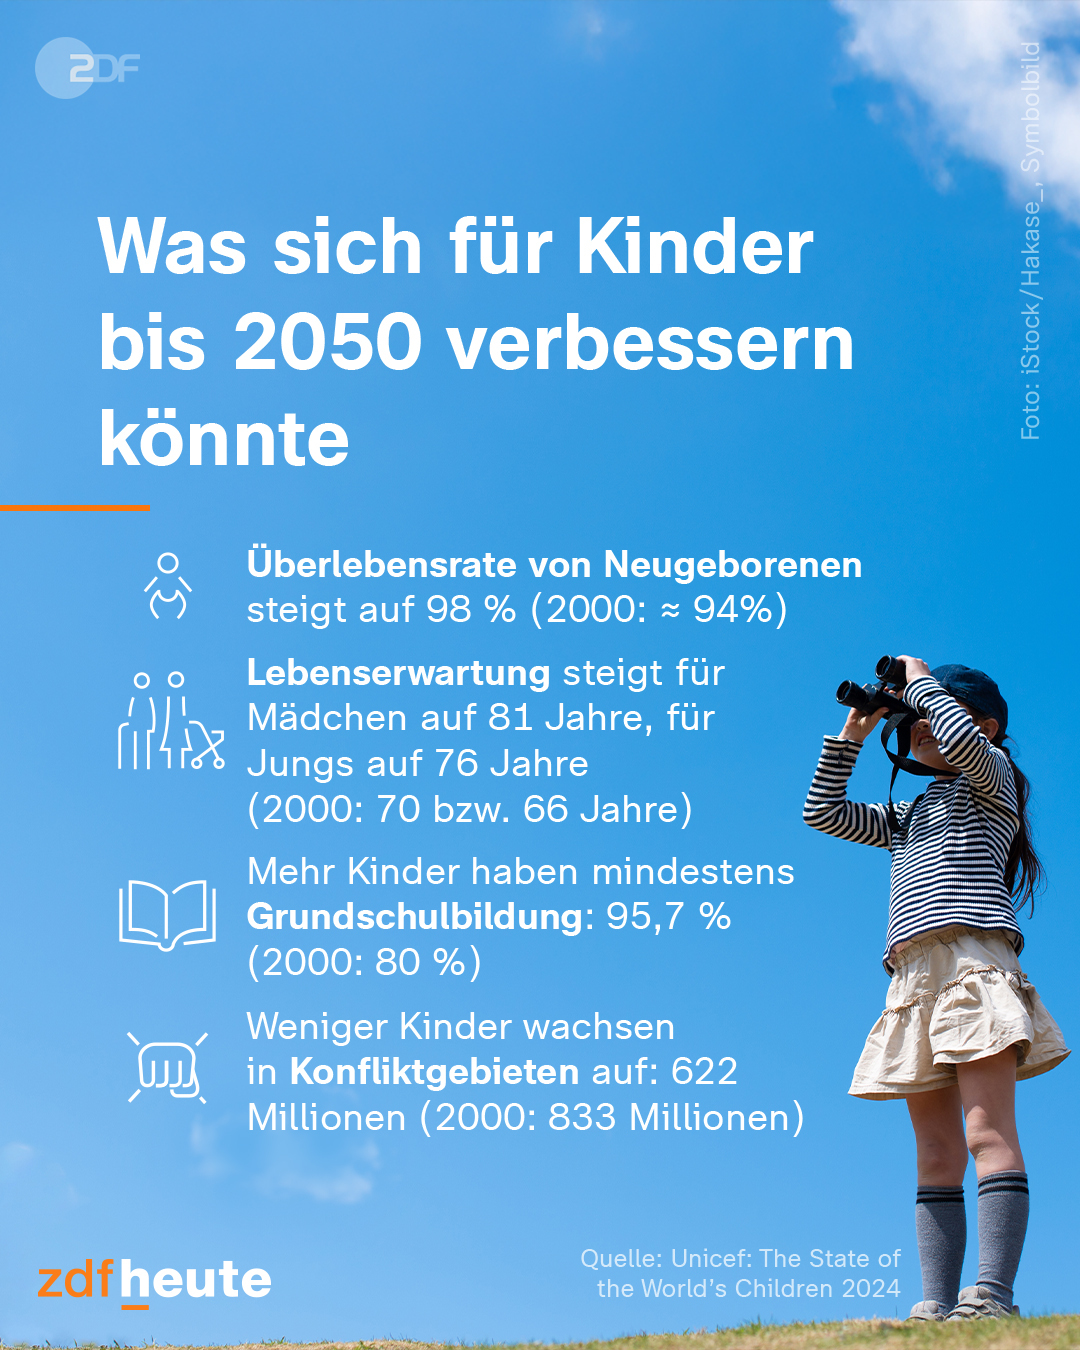 ZDF
Foto: iStock/Hakase_, Symbolbild
Was sich für Kinder
bis 2050 verbessern
könnte
Überlebensrate von Neugeborenen
steigt auf 98 % (2000: ≈ 94%)
Lebenserwartung steigt für
Mädchen auf 81 Jahre, für
Jungs auf 76 Jahre
(2000: 70 bzw. 66 Jahre)
Mehr Kinder haben mindestens
Grundschulbildung: 95,7 %
(2000: 80 %)
Weniger Kinder wachsen
in Konfliktgebieten auf: 622
Millionen (2000: 833 Millionen)
zdfheute
Quelle: Unicef: The State of
the World's Children 2024